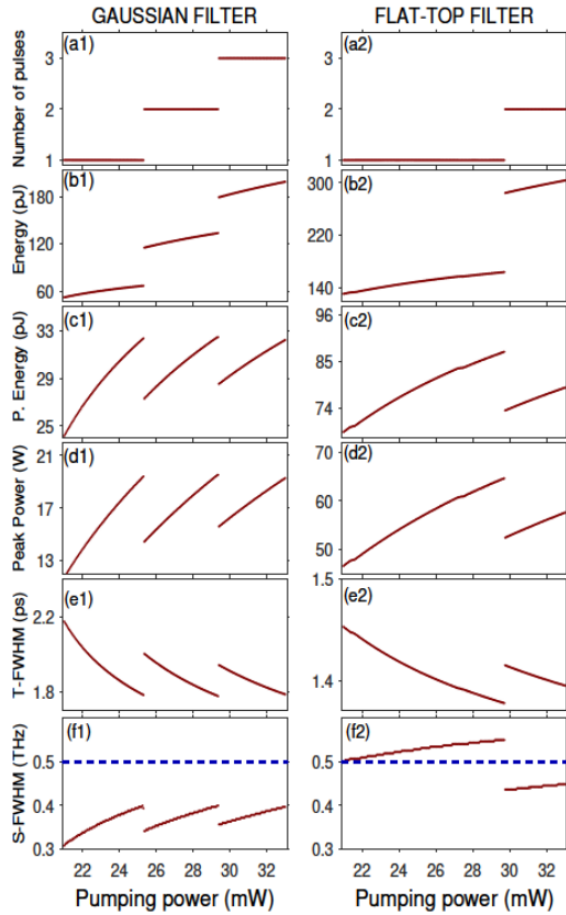 GAUSSIAN FILTER
FLAT-TOP FILTER
Number of pulses
3
2
1
(a1)
3
2
1
(a2)
Energy (pJ)
180
120
60
(b1)
300
220
140
(b2)
P. Energy (pJ)
33
29
25
(c1)
96
85
74
(c2)
Peak Power (W)
21
17
13
(d1)
70
60
50
(d2)
T-FWHM (ps)
2.2
1.8
(e1)
1.5
1.4
(e2)
S-FWHM (THz)
0.5
0.4
0.3
(f1)
0.5
0.4
0.3
(f2)
22 24 26 28 30 32
22 24 26 28 30 32
Pumping power (mW)
Pumping power (mW)